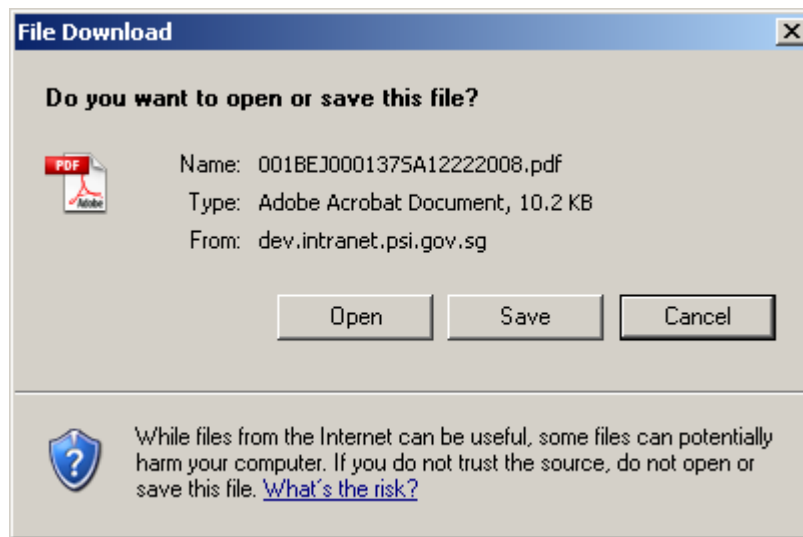 File Download
Do you want to open or save this file?
PDF
Adobe
Name: 001BEJ000137SA12222008.pdf
Type: Adobe Acrobat Document, 10.2 KB
From: dev.intranet.psi.gov.sg
Open Save Cancel
While files from the Internet can be useful, some files can potentially
harm your computer. If you do not trust the source, do not open or
save this file. What's the risk?